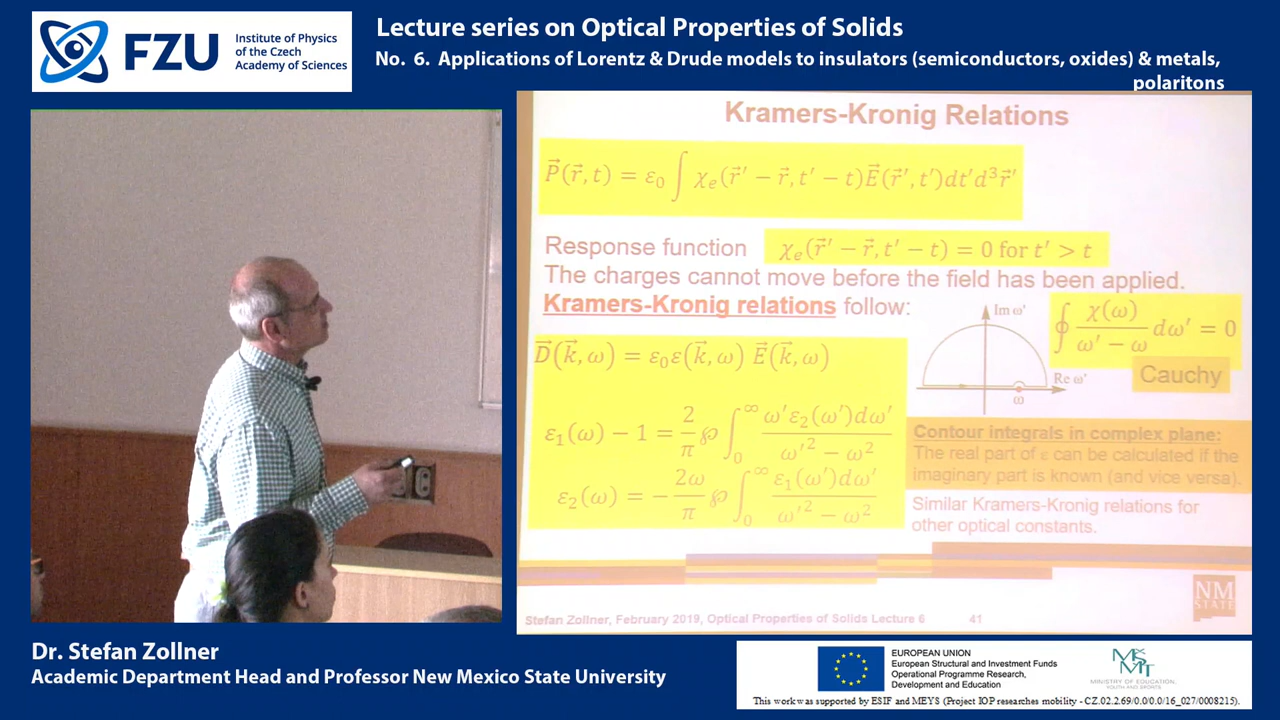 FZU
Institute of Physics
of the Czech
Academy of Sciences
Lecture series on Optical Properties of Solids
No. 6. Applications of Lorentz & Drude models to insulators (semiconductors, oxides) & metals,
polaritons
Kramers-Kronig Relations
P⃗(r⃗, t) = ε₀ ∫ χₑ(r⃗′ − r⃗, t′ − t)E⃗(r⃗′, t′)dt′d³r⃗′
Response function χₑ(r⃗′ − r⃗, t′ − t) = 0 for t′ > t
The charges cannot move before the field has been applied.
Kramers-Kronig relations follow:
Im ω′
Re ω′
ω
∮ χ(ω)/(ω′ − ω) dω′ = 0
Cauchy
D⃗(k⃗, ω) = ε₀ε(k⃗, ω) E⃗(k⃗, ω)
ε₁(ω) − 1 = 2/π ℘ ∫₀^∞ ω′ε₂(ω′)dω′/(ω′² − ω²)
ε₂(ω) = − 2ω/π ℘ ∫₀^∞ ε₁(ω′)dω′/(ω′² − ω²)
Contour integrals in complex plane:
The real part of ε can be calculated if the
imaginary part is known (and vice versa).
Similar Kramers-Kronig relations for
other optical constants.
Stefan Zollner, February 2019, Optical Properties of Solids Lecture 6 41
NM
STATE
Dr. Stefan Zollner
Academic Department Head and Professor New Mexico State University
EUROPEAN UNION
European Structural and Investment Funds
Operational Programme Research,
Development and Education
MINISTRY OF EDUCATION,
YOUTH AND SPORTS
This work was supported by ESIF and MEYS (Project IOP researches mobility - CZ.02.2.69/0.0/0.0/16_027/0008215).